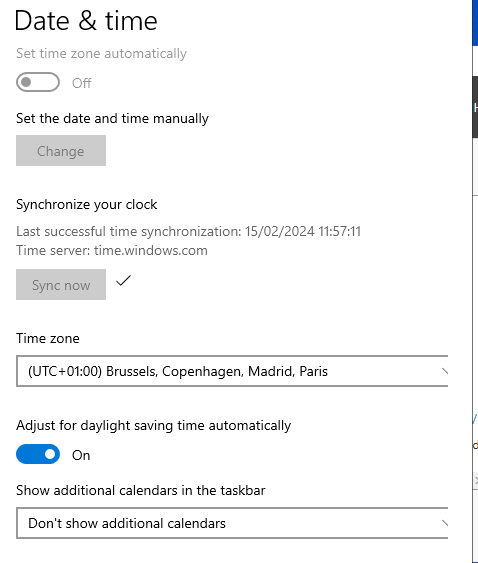 Date & time
Set time zone automatically
Off
Set the date and time manually
Change
Synchronize your clock
Last successful time synchronization: 15/02/2024 11:57:11
Time server: time.windows.com
Sync now
Time zone
(UTC+01:00) Brussels, Copenhagen, Madrid, Paris
Adjust for daylight saving time automatically
On
Show additional calendars in the taskbar
Don't show additional calendars